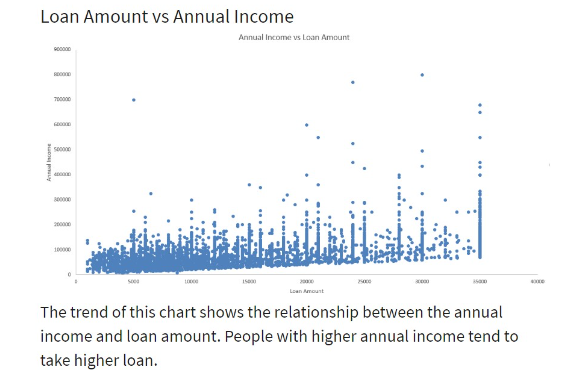 Loan Amount vs Annual Income
Annual Income vs Loan Amount
900000
800000
700000
600000
500000
400000
300000
200000
100000
0
Annual Income
0 5000 10000 15000 20000 25000 30000 35000 40000
Loan Amount
The trend of this chart shows the relationship between the annual
income and loan amount. People with higher annual income tend to
take higher loan.